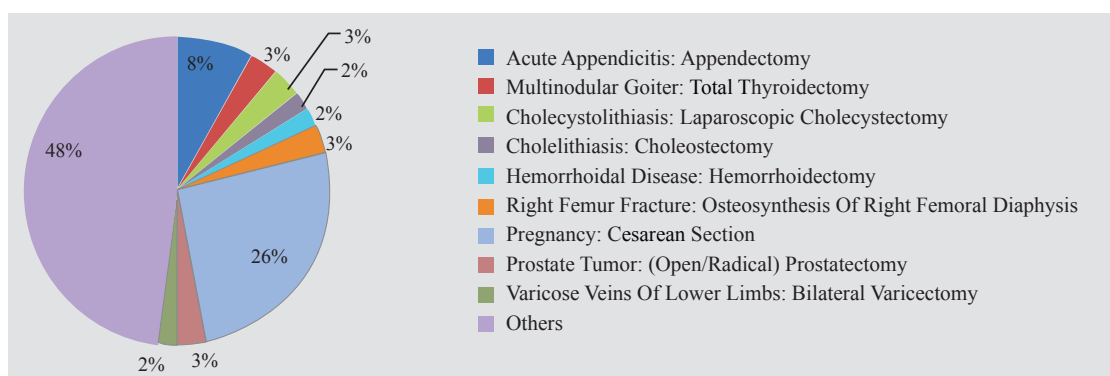 8%
3%
3%
2%
2%
3%
26%
3%
2%
48%
Acute Appendicitis: Appendectomy
Multinodular Goiter: Total Thyroidectomy
Cholecystolithiasis: Laparoscopic Cholecystectomy
Cholelithiasis: Choleostectomy
Hemorrhoidal Disease: Hemorrhoidectomy
Right Femur Fracture: Osteosynthesis Of Right Femoral Diaphysis
Pregnancy: Cesarean Section
Prostate Tumor: (Open/Radical) Prostatectomy
Varicose Veins Of Lower Limbs: Bilateral Varicectomy
Others